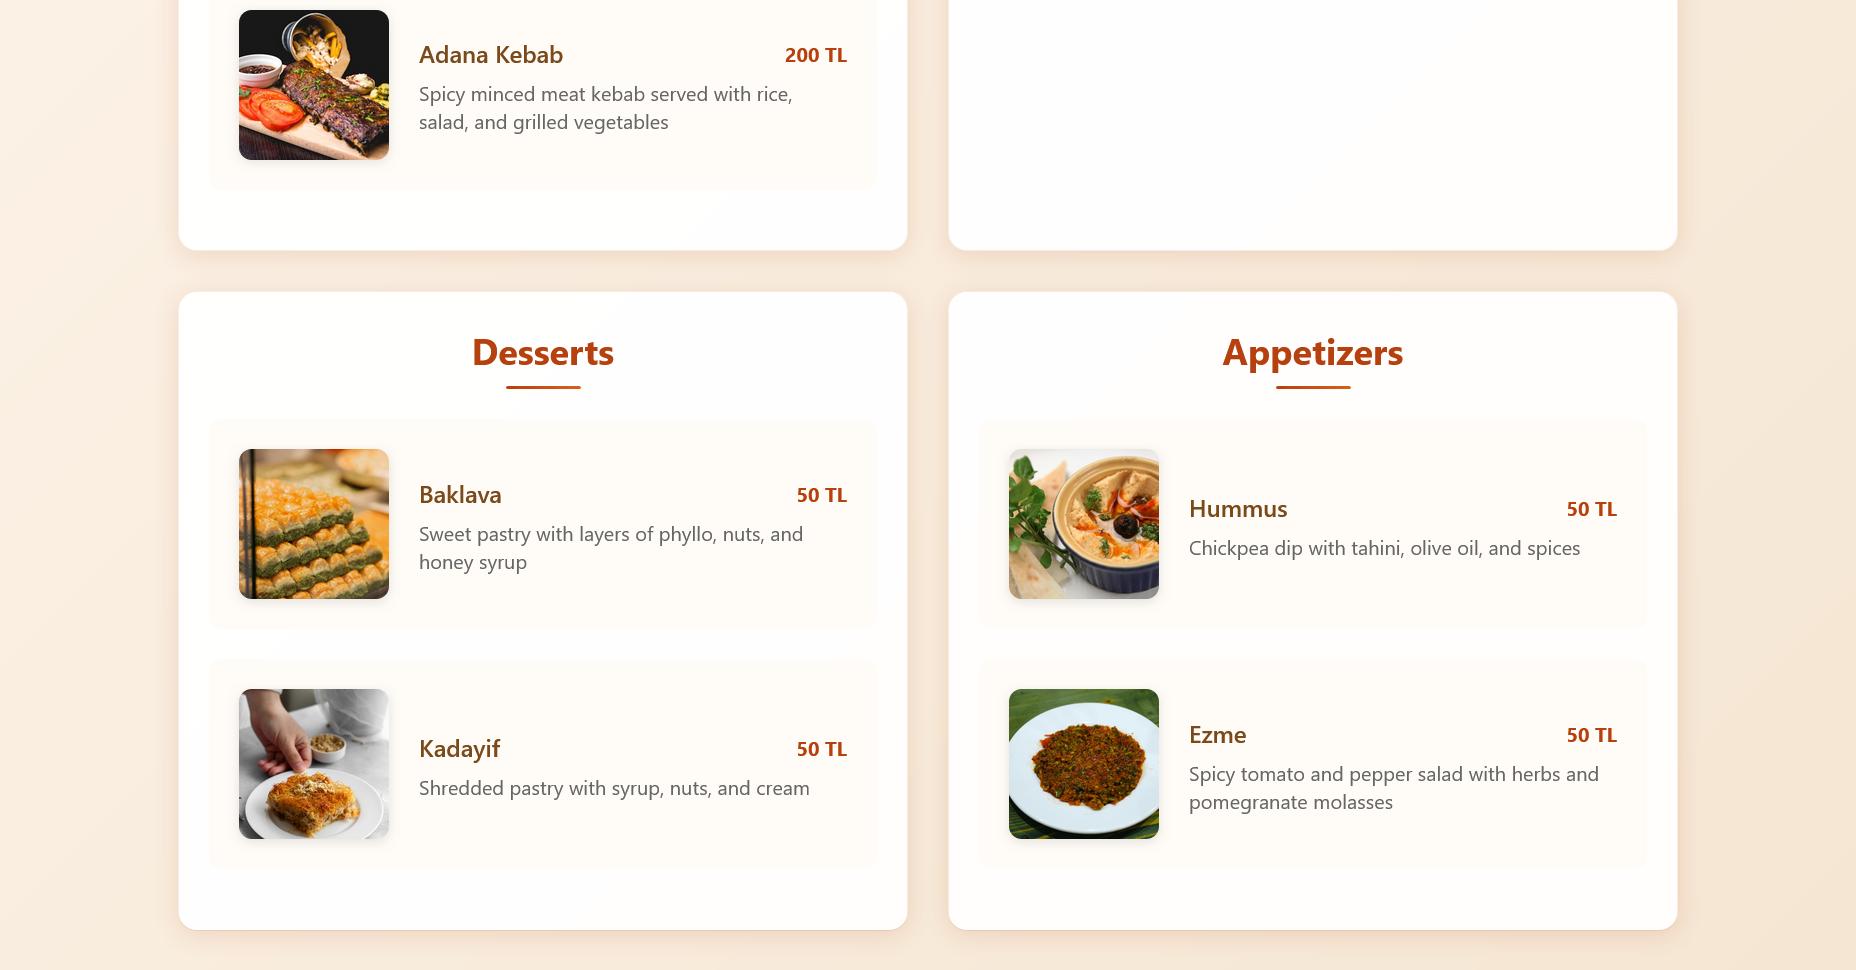 Adana Kebab
200 TL
Spicy minced meat kebab served with rice,
salad, and grilled vegetables
Desserts
Baklava
50 TL
Sweet pastry with layers of phyllo, nuts, and
honey syrup
Kadayif
50 TL
Shredded pastry with syrup, nuts, and cream
Appetizers
Hummus
50 TL
Chickpea dip with tahini, olive oil, and spices
Ezme
50 TL
Spicy tomato and pepper salad with herbs and
pomegranate molasses